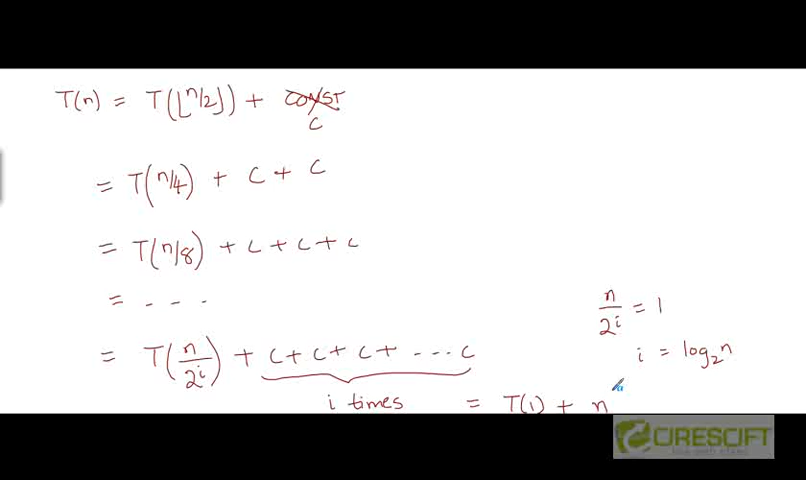 T(n) = T(⌊n/2⌋) + CONST
C
= T(n/4) + C + C
= T(n/8) + C + C + C
= - - -
n/2^i = 1
i = log₂n
= T(n/2^i) + C + C + C + ... C
i times
= T(1) + n
CIRESCIFT